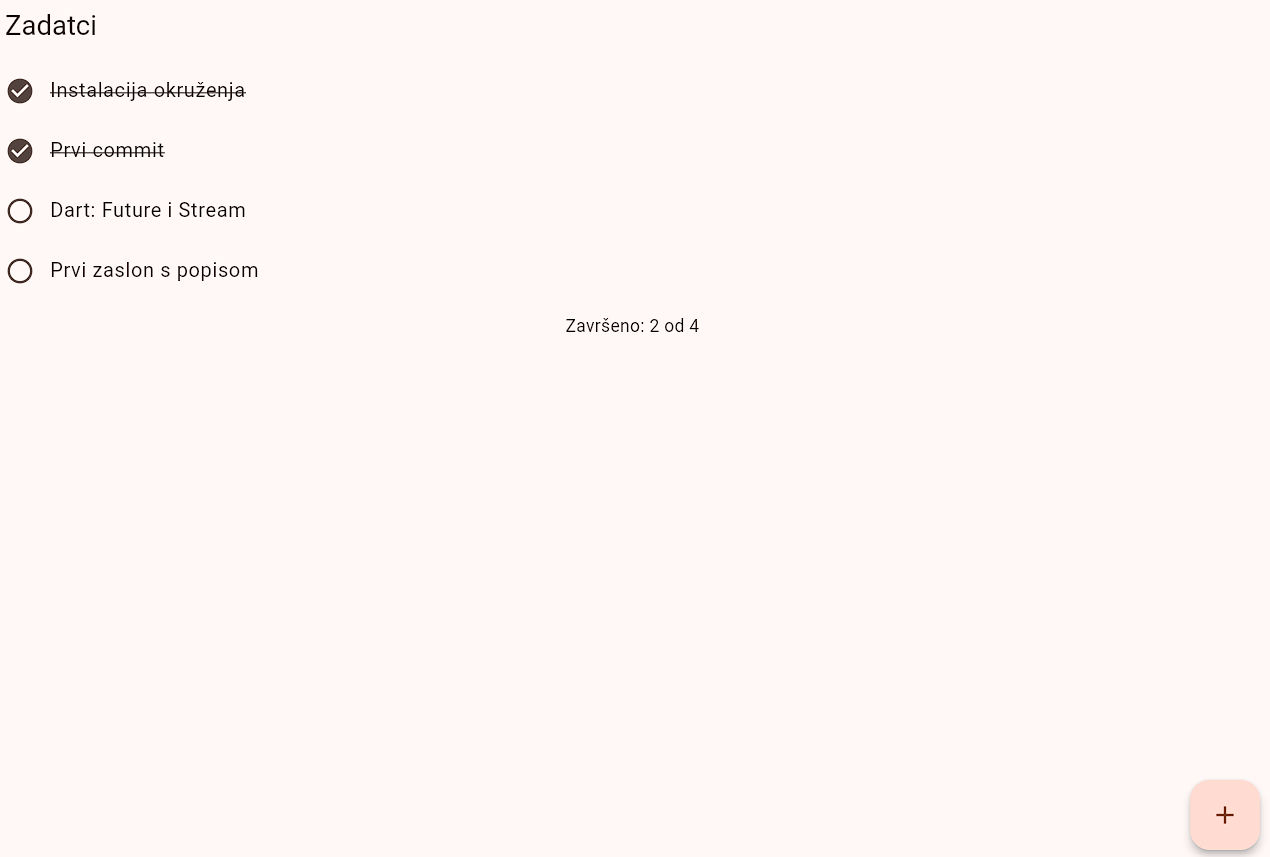 Zadatci
Instalacija okruženja
Prvi commit
Dart: Future i Stream
Prvi zaslon s popisom
Završeno: 2 od 4